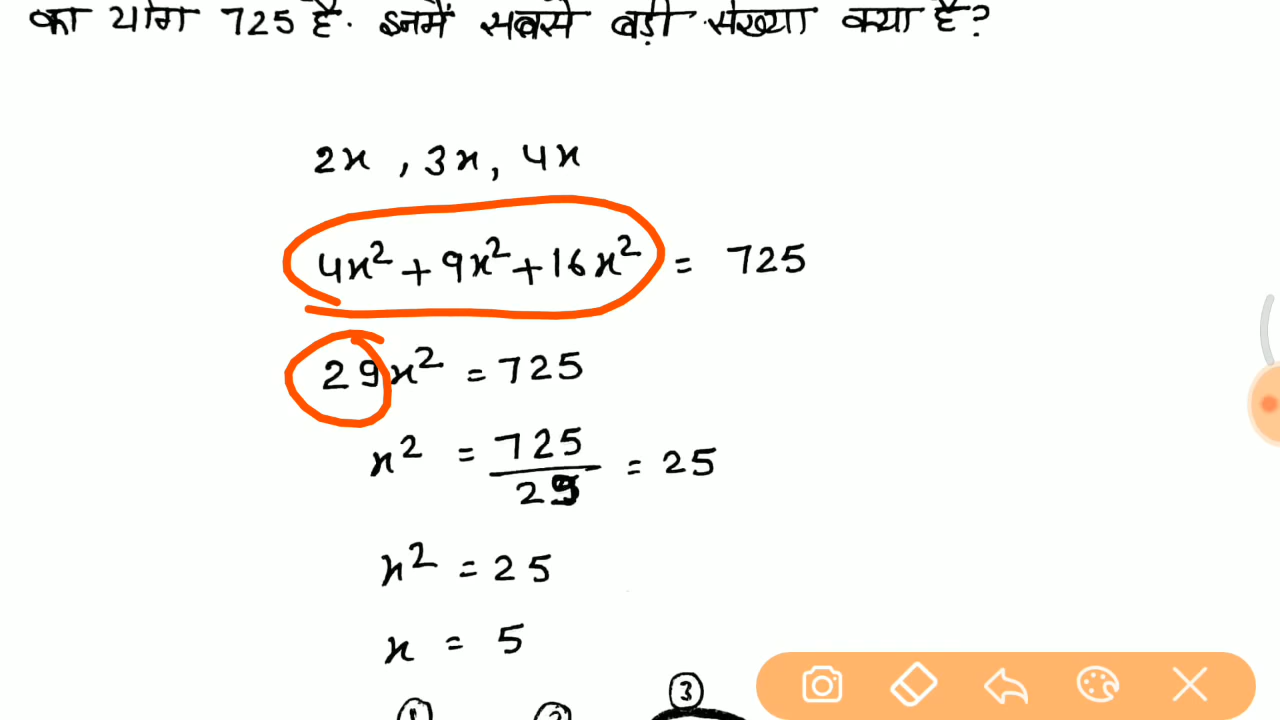 का योग 725 है. इनमें सबसे बड़ी संख्या क्या है?
2x , 3x, 4x
4x² + 9x² + 16x² = 725
29x² = 725
x² = 725/29 = 25
x² = 25
x = 5
3